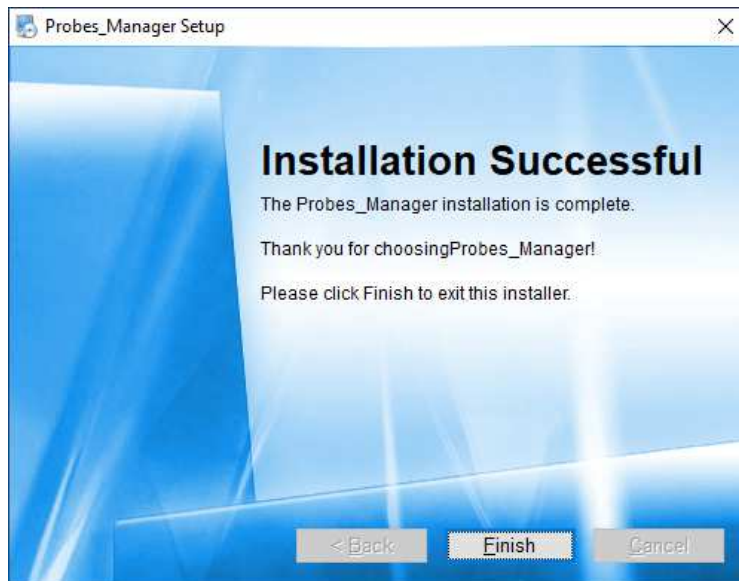 Probes_Manager Setup
Installation Successful
The Probes_Manager installation is complete.
Thank you for choosingProbes_Manager!
Please click Finish to exit this installer.
< Back
Finish
Cancel